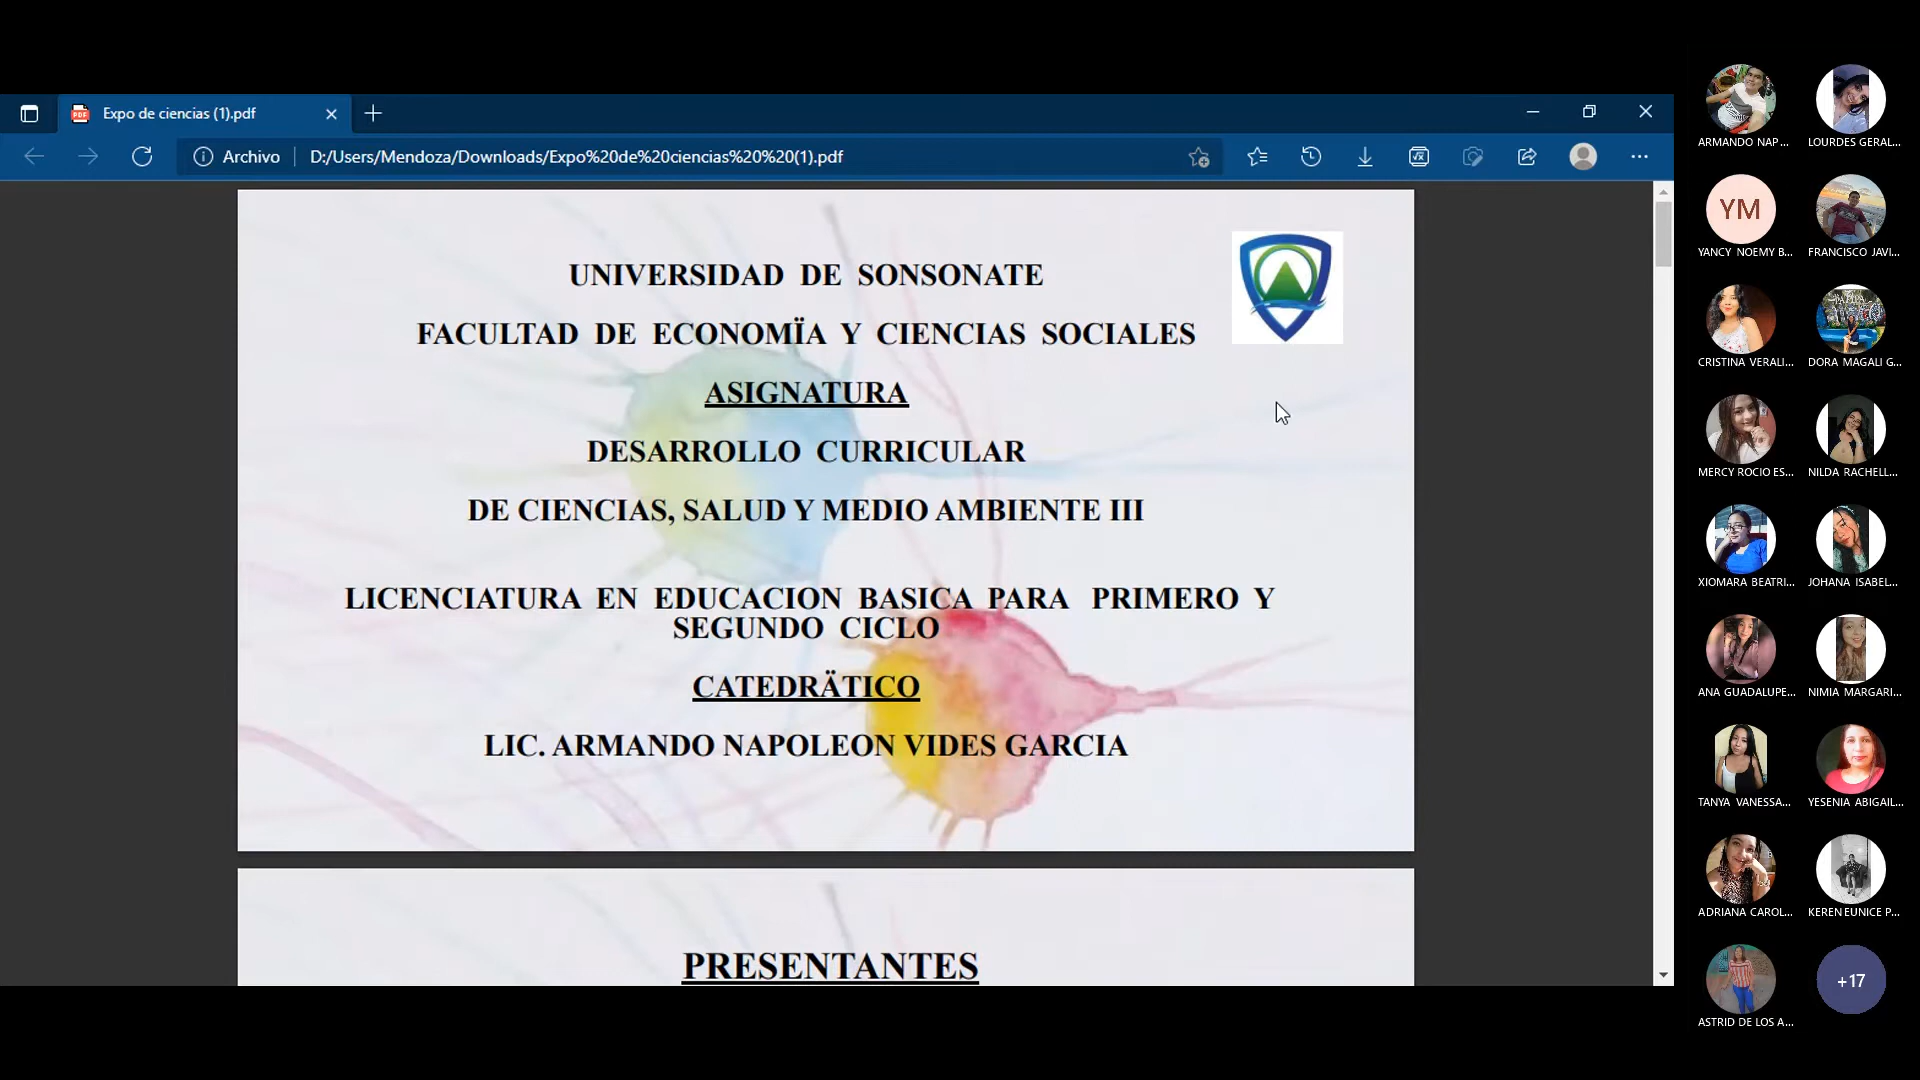 Expo de ciencias (1).pdf
Archivo
D:/Users/Mendoza/Downloads/Expo%20de%20ciencias%20%20(1).pdf
UNIVERSIDAD DE SONSONATE
FACULTAD DE ECONOMÏA Y CIENCIAS SOCIALES
ASIGNATURA
DESARROLLO CURRICULAR
DE CIENCIAS, SALUD Y MEDIO AMBIENTE III
LICENCIATURA EN EDUCACION BASICA PARA PRIMERO Y
SEGUNDO CICLO
CATEDRÄTICO
LIC. ARMANDO NAPOLEON VIDES GARCIA
PRESENTANTES
ARMANDO NAP...
LOURDES GERAL...
YM
YANCY NOEMY B...
FRANCISCO JAVI...
CRISTINA VERALI...
DORA MAGALI G...
MERCY ROCIO ES...
NILDA RACHELL...
XIOMARA BEATRI...
JOHANA ISABEL...
ANA GUADALUPE...
NIMIA MARGARI...
TANYA VANESSA...
YESENIA ABIGAIL...
ADRIANA CAROL...
KEREN EUNICE P...
ASTRID DE LOS A...
+17